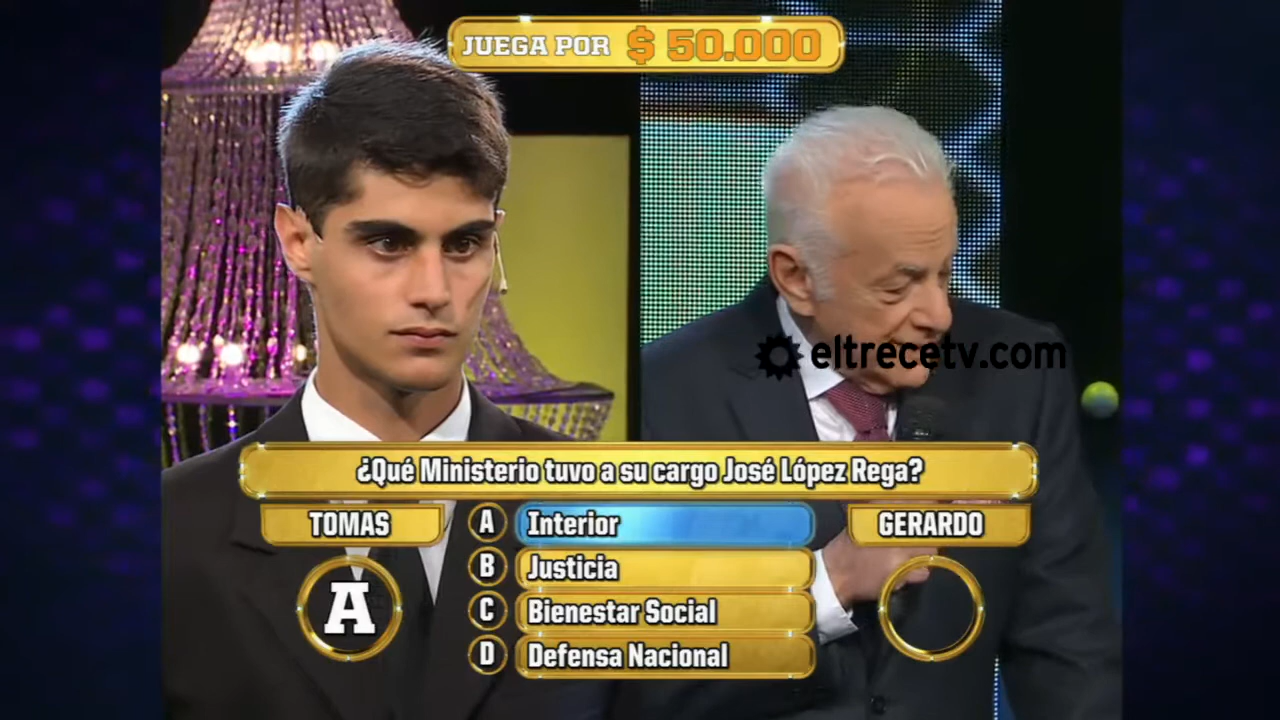 JUEGA POR $ 50.000
eltrecetv.com
¿Qué Ministerio tuvo a su cargo José López Rega?
TOMAS
A Interior
GERARDO
B Justicia
A
C Bienestar Social
D Defensa Nacional